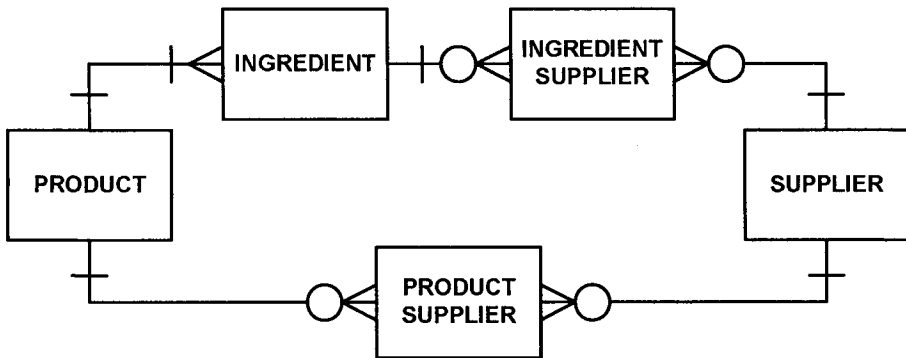 INGREDIENT
INGREDIENT
SUPPLIER
PRODUCT
SUPPLIER
PRODUCT
SUPPLIER